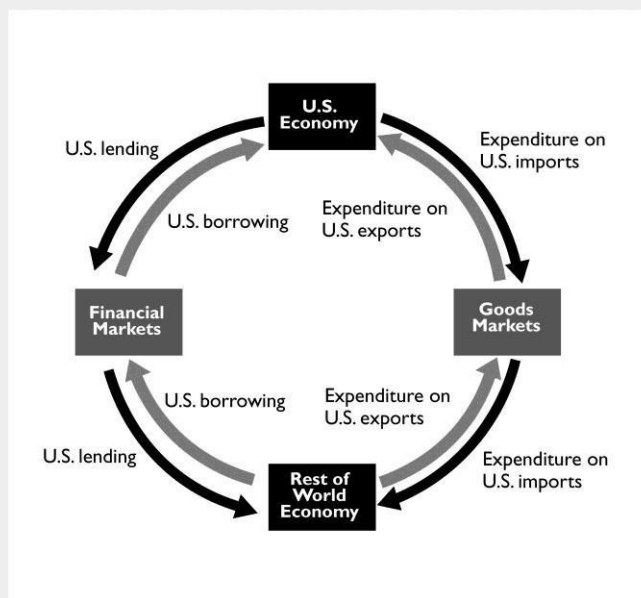 U.S.
Economy
U.S. lending
Expenditure on
U.S. imports
U.S. borrowing
Expenditure on
U.S. exports
Financial
Markets
Goods
Markets
U.S. borrowing
Expenditure on
U.S. exports
U.S. lending
Expenditure on
U.S. imports
Rest of
World
Economy